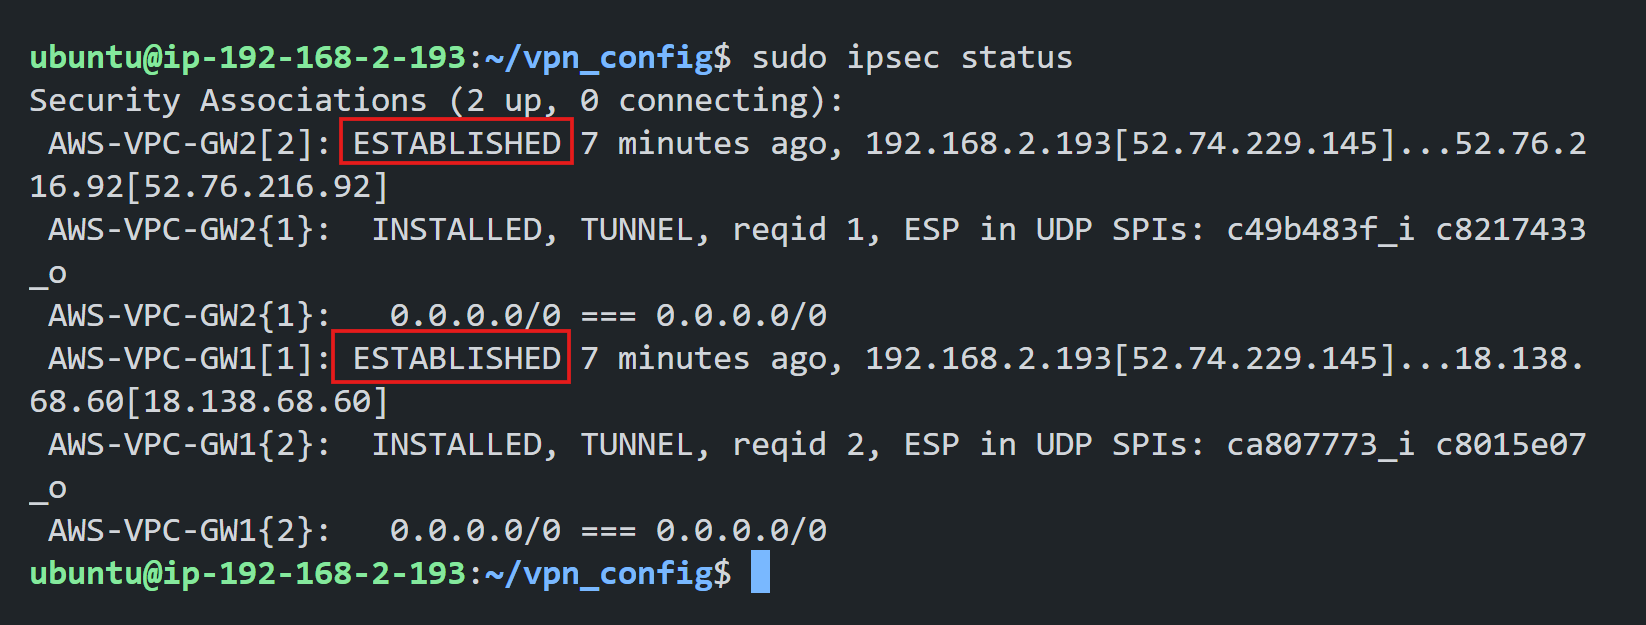 ubuntu@ip-192-168-2-193:~/vpn_config$ sudo ipsec status
Security Associations (2 up, 0 connecting):
 AWS-VPC-GW2[2]: ESTABLISHED 7 minutes ago, 192.168.2.193[52.74.229.145]...52.76.2
16.92[52.76.216.92]
 AWS-VPC-GW2{1}:  INSTALLED, TUNNEL, reqid 1, ESP in UDP SPIs: c49b483f_i c8217433
_o
 AWS-VPC-GW2{1}:   0.0.0.0/0 === 0.0.0.0/0
 AWS-VPC-GW1[1]: ESTABLISHED 7 minutes ago, 192.168.2.193[52.74.229.145]...18.138.
68.60[18.138.68.60]
 AWS-VPC-GW1{2}:  INSTALLED, TUNNEL, reqid 2, ESP in UDP SPIs: ca807773_i c8015e07
_o
 AWS-VPC-GW1{2}:   0.0.0.0/0 === 0.0.0.0/0
ubuntu@ip-192-168-2-193:~/vpn_config$